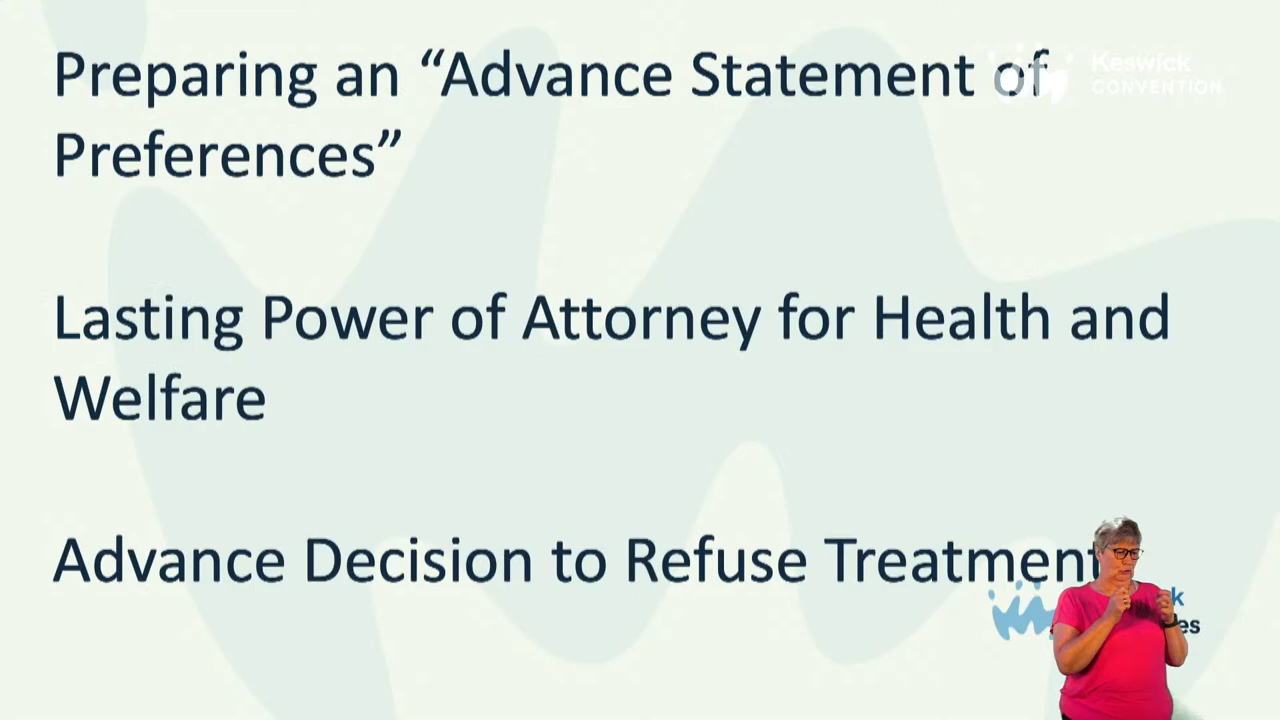 Preparing an “Advance Statement of
Preferences”
Keswick
CONVENTION
Lasting Power of Attorney for Health and
Welfare
Advance Decision to Refuse Treatment